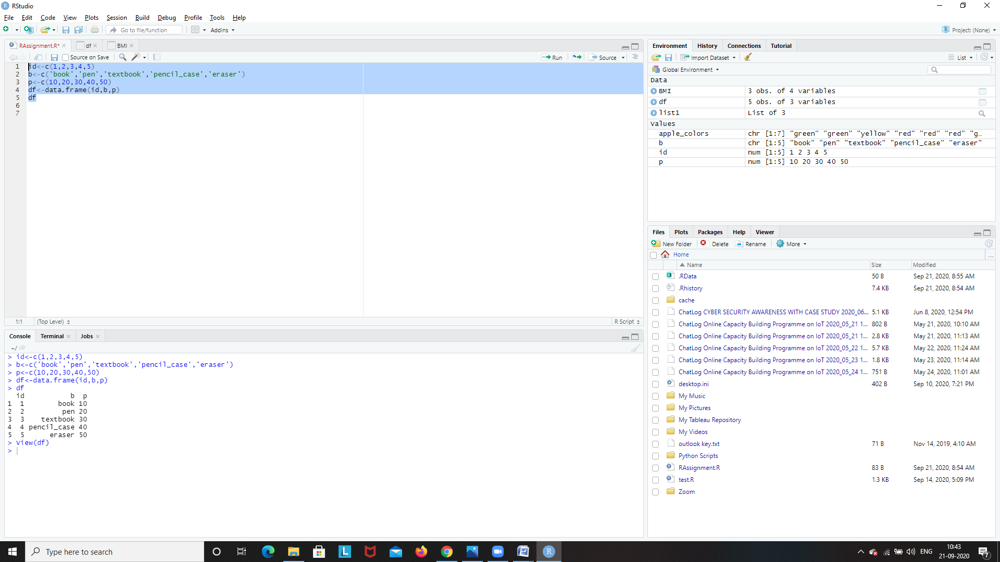 RStudio
File Edit Code View Plots Session Build Debug Profile Tools Help
Go to file/function Addins Project: (None)
RAssignment.R* df BMI
Source on Save Run Source
1 id<-c(1,2,3,4,5)
2 b<-c('book','pen','textbook','pencil_case','eraser')
3 p<-c(10,20,30,40,50)
4 df<-data.frame(id,b,p)
5 df
6
7
1:1 (Top Level) R Script
Console Terminal Jobs
~/
> id<-c(1,2,3,4,5)
> b<-c('book','pen','textbook','pencil_case','eraser')
> p<-c(10,20,30,40,50)
> df<-data.frame(id,b,p)
> df
id b p
1 1 book 10
2 2 pen 20
3 3 textbook 30
4 4 pencil_case 40
5 5 eraser 50
> View(df)
>
Environment History Connections Tutorial
Import Dataset List
Global Environment
Data
BMI 3 obs. of 4 variables
df 5 obs. of 3 variables
list1 List of 3
Values
apple_colors chr [1:7] "green" "green" "yellow" "red" "red" "red" "g…
b chr [1:5] "book" "pen" "textbook" "pencil_case" "eraser"
id num [1:5] 1 2 3 4 5
p num [1:5] 10 20 30 40 50
Files Plots Packages Help Viewer
New Folder Delete Rename More
Home ...
Name Size Modified
.RData 50 B Sep 21, 2020, 8:55 AM
.Rhistory 7.4 KB Sep 21, 2020, 8:54 AM
cache
ChatLog CYBER SECURITY AWARENESS WITH CASE STUDY 2020_06... 5.1 KB Jun 8, 2020, 12:54 PM
ChatLog Online Capacity Building Programme on IoT 2020_05_21 1... 802 B May 21, 2020, 10:10 AM
ChatLog Online Capacity Building Programme on IoT 2020_05_21 1... 2.8 KB May 21, 2020, 11:13 AM
ChatLog Online Capacity Building Programme on IoT 2020_05_22 1... 5.7 KB May 22, 2020, 11:24 AM
ChatLog Online Capacity Building Programme on IoT 2020_05_23 1... 1.8 KB May 23, 2020, 11:14 AM
ChatLog Online Capacity Building Programme on IoT 2020_05_24 1... 751 B May 24, 2020, 11:01 AM
desktop.ini 402 B Sep 10, 2020, 7:21 PM
My Music
My Pictures
My Tableau Repository
My Videos
outlook key.txt 71 B Nov 14, 2019, 4:10 AM
Python Scripts
RAssignment.R 83 B Sep 21, 2020, 8:54 AM
test.R 1.3 KB Sep 14, 2020, 5:09 PM
Zoom
Type here to search
ENG 10:43
21-09-2020
7